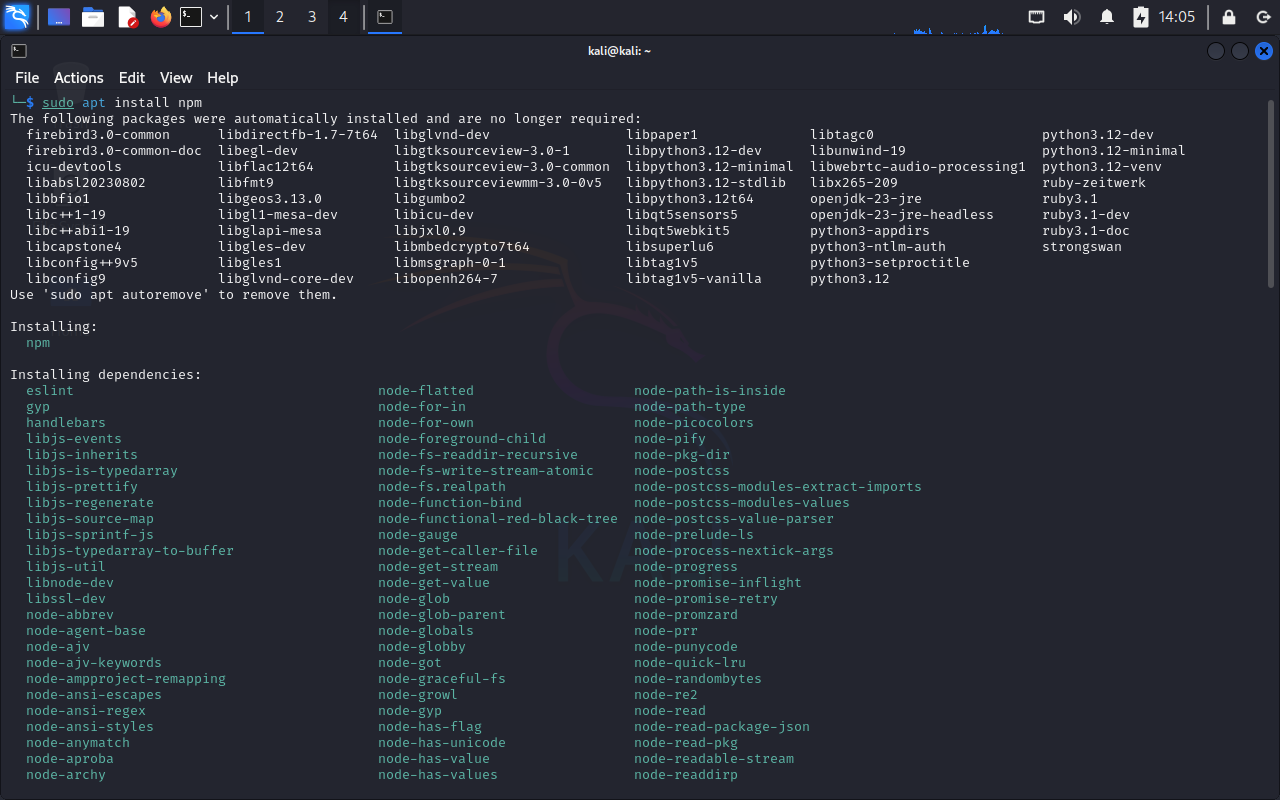 1 2 3 4 14:05
kali@kali: ~
File Actions Edit View Help
└─$ sudo apt install npm
The following packages were automatically installed and are no longer required:
firebird3.0-common libdirectfb-1.7-7t64 libglvnd-dev libpaper1 libtagc0 python3.12-dev
firebird3.0-common-doc libegl-dev libgtksourceview-3.0-1 libpython3.12-dev libunwind-19 python3.12-minimal
icu-devtools libflac12t64 libgtksourceview-3.0-common libpython3.12-minimal libwebrtc-audio-processing1 python3.12-venv
libabsl20230802 libfmt9 libgtksourceviewmm-3.0-0v5 libpython3.12-stdlib libx265-209 ruby-zeitwerk
libbfio1 libgeos3.13.0 libgumbo2 libpython3.12t64 openjdk-23-jre ruby3.1
libc++1-19 libgl1-mesa-dev libicu-dev libqt5sensors5 openjdk-23-jre-headless ruby3.1-dev
libc++abi1-19 libglapi-mesa libjxl0.9 libqt5webkit5 python3-appdirs ruby3.1-doc
libcapstone4 libgles-dev libmbedcrypto7t64 libsuperlu6 python3-ntlm-auth strongswan
libconfig++9v5 libgles1 libmsgraph-0-1 libtag1v5 python3-setproctitle
libconfig9 libglvnd-core-dev libopenh264-7 libtag1v5-vanilla python3.12
Use 'sudo apt autoremove' to remove them.
Installing:
npm
Installing dependencies:
eslint node-flatted node-path-is-inside
gyp node-for-in node-path-type
handlebars node-for-own node-picocolors
libjs-events node-foreground-child node-pify
libjs-inherits node-fs-readdir-recursive node-pkg-dir
libjs-is-typedarray node-fs-write-stream-atomic node-postcss
libjs-prettify node-fs.realpath node-postcss-modules-extract-imports
libjs-regenerate node-function-bind node-postcss-modules-values
libjs-source-map node-functional-red-black-tree node-postcss-value-parser
libjs-sprintf-js node-gauge node-prelude-ls
libjs-typedarray-to-buffer node-get-caller-file node-process-nextick-args
libjs-util node-get-stream node-progress
libnode-dev node-get-value node-promise-inflight
libssl-dev node-glob node-promise-retry
node-abbrev node-glob-parent node-promzard
node-agent-base node-globals node-prr
node-ajv node-globby node-punycode
node-ajv-keywords node-got node-quick-lru
node-ampproject-remapping node-graceful-fs node-randombytes
node-ansi-escapes node-growl node-re2
node-ansi-regex node-gyp node-read
node-ansi-styles node-has-flag node-read-package-json
node-anymatch node-has-unicode node-read-pkg
node-aproba node-has-value node-readable-stream
node-archy node-has-values node-readdirp